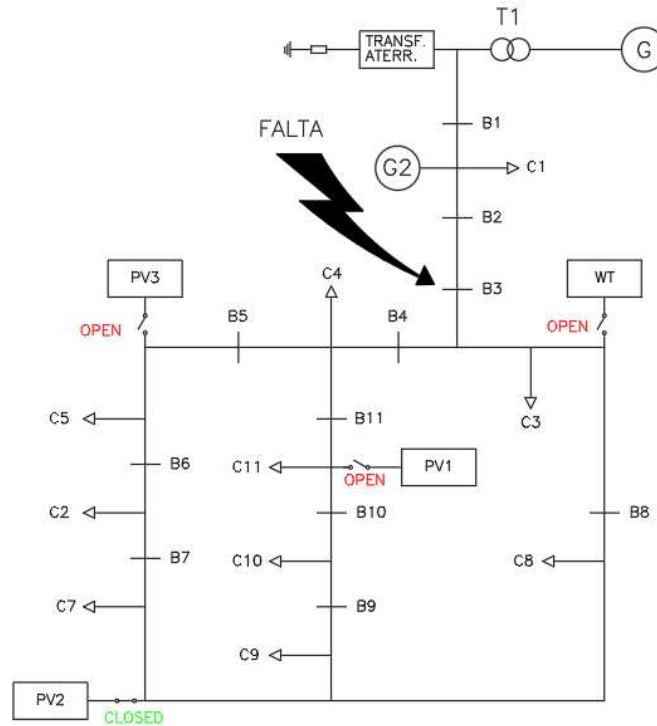 T1
TRANSF.
ATERR.
G
B1
FALTA
G2
C1
B2
C4
PV3
B3
WT
OPEN
B5
B4
OPEN
C5
B11
C3
B6
C11
PV1
OPEN
C2
B10
B8
B7
C10
C8
C7
B9
C9
PV2
CLOSED